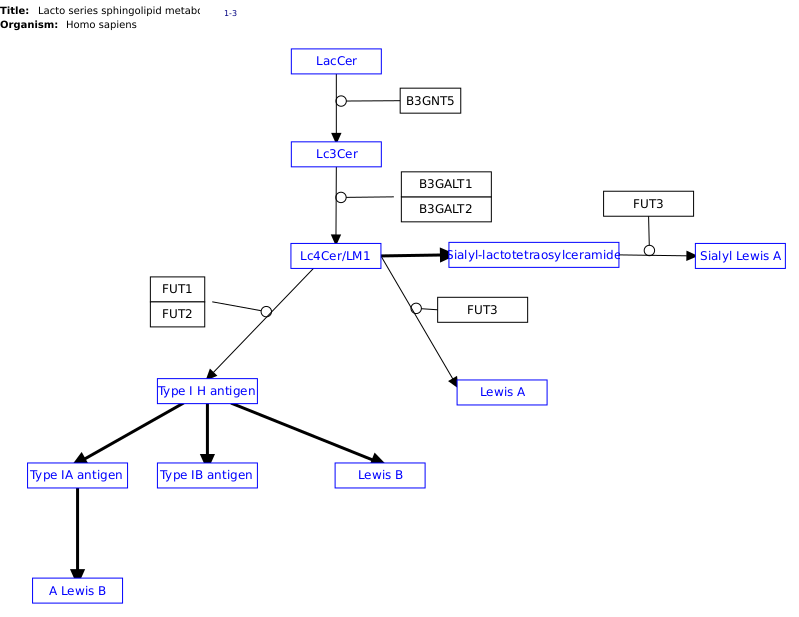 Title: Lacto series sphingolipid metabo
1-3
Organism: Homo sapiens
LacCer
B3GNT5
Lc3Cer
B3GALT1
B3GALT2
FUT3
Lc4Cer/LM1
Sialyl-lactotetraosylceramide
Sialyl Lewis A
FUT1
FUT2
FUT3
Type I H antigen
Lewis A
Type IA antigen
Type IB antigen
Lewis B
A Lewis B